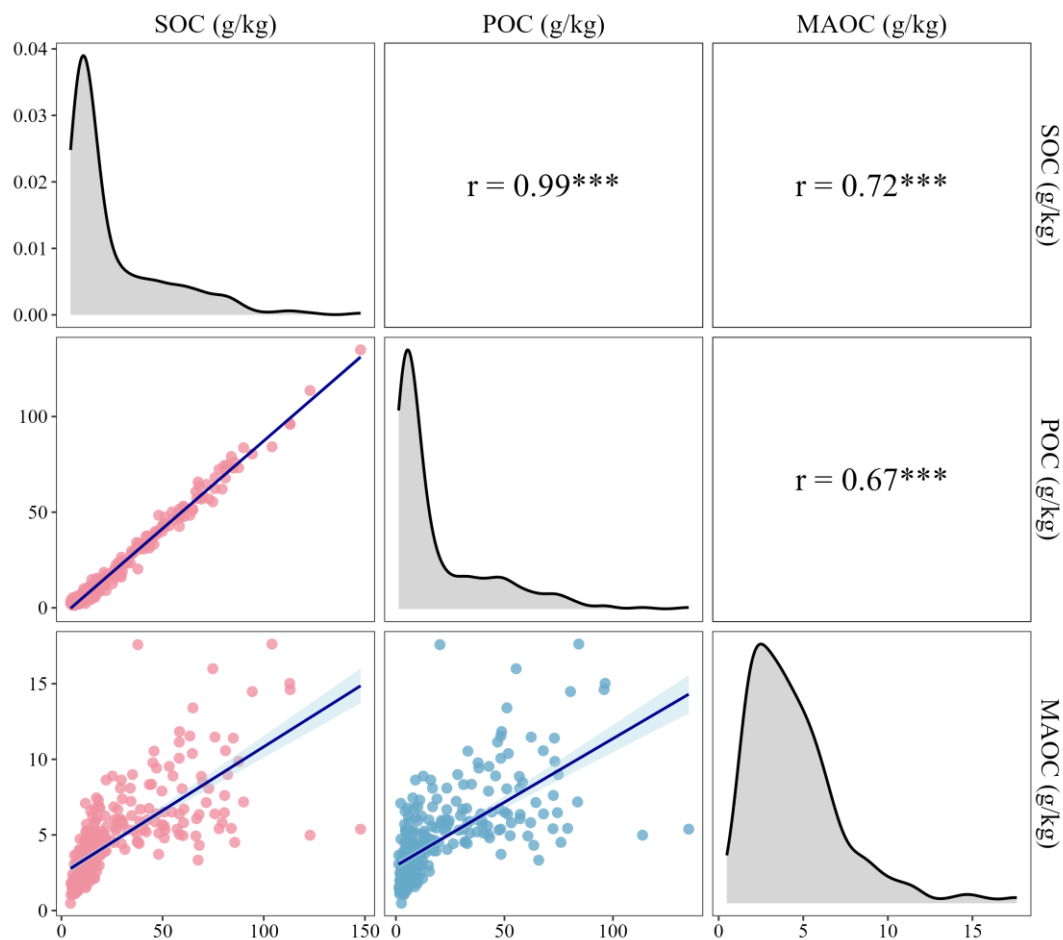 SOC (g/kg) POC (g/kg) MAOC (g/kg)
0.04
0.03
0.02
0.01
0.00
r = 0.99***
r = 0.72***
SOC (g/kg)
100
50
0
r = 0.67***
POC (g/kg)
15
10
5
0
MAOC (g/kg)
0 50 100 150
0 50 100
0 5 10 15